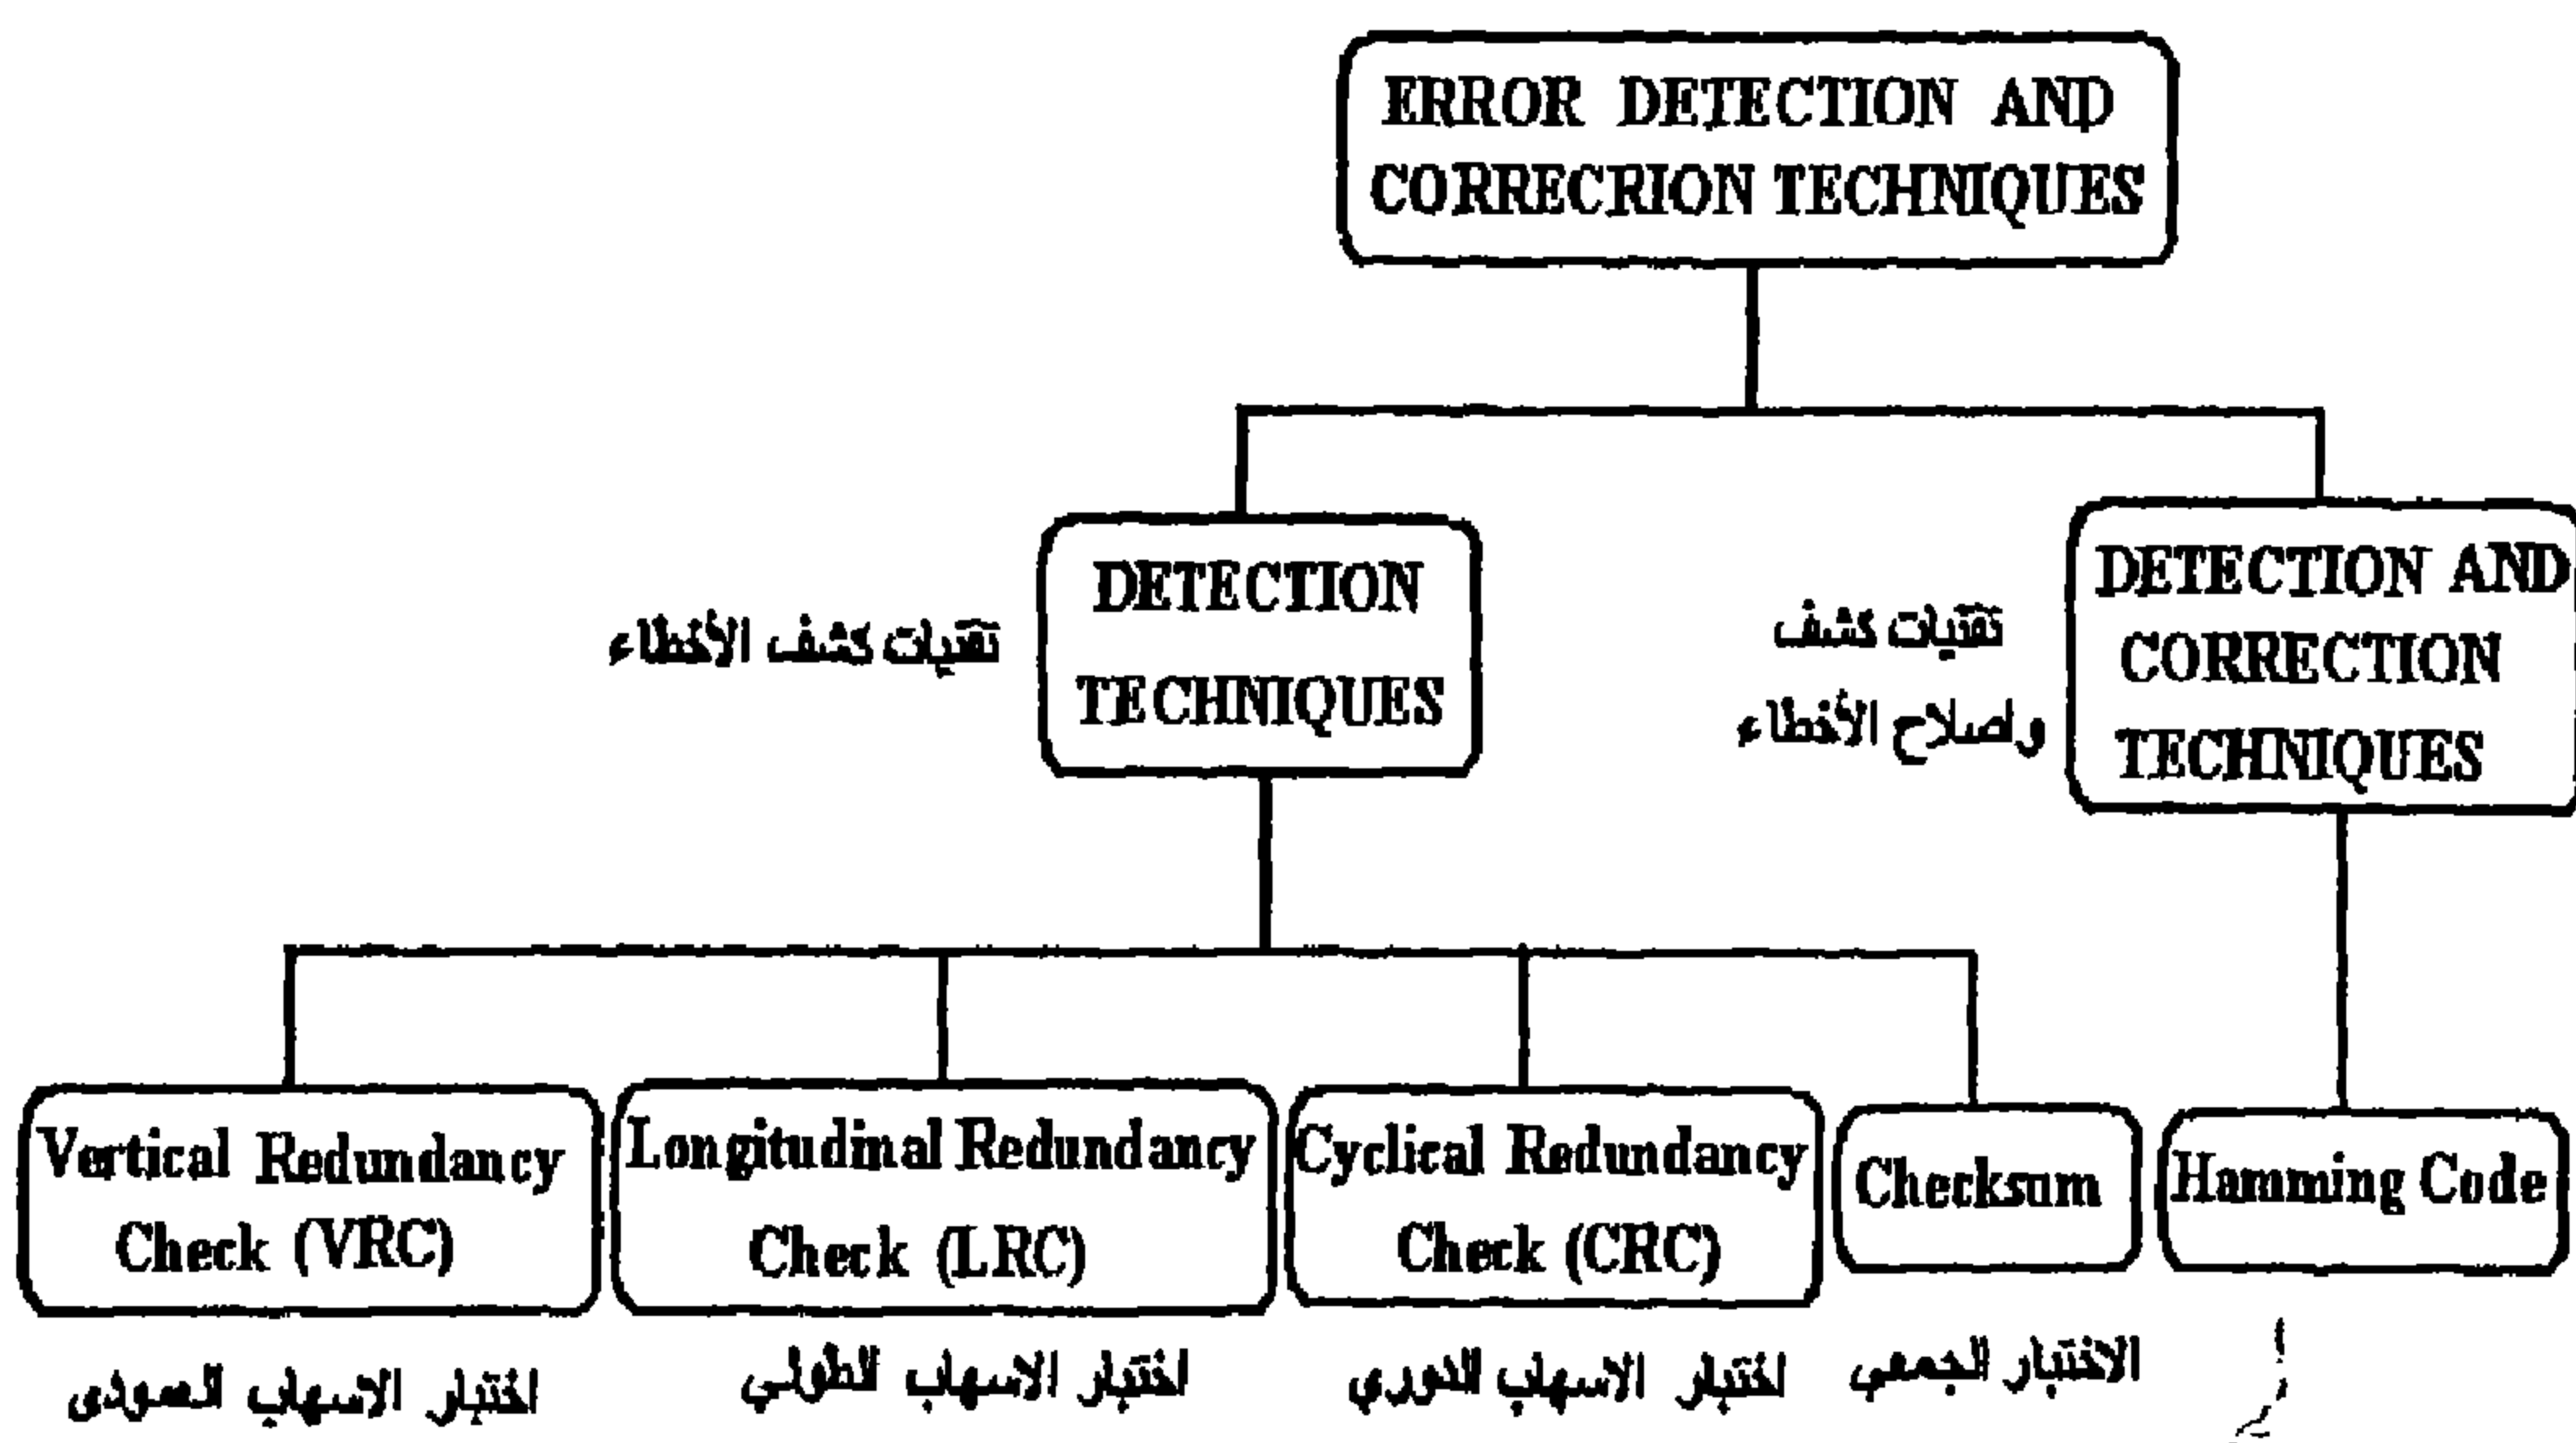 ERROR DETECTION AND
CORRECRION TECHNIQUES
DETECTION
TECHNIQUES
تقنيات كشف الأخطاء
DETECTION AND
CORRECTION
TECHNIQUES
تقنيات كشف
واصلاح الأخطاء
Vertical Redundancy
Check (VRC)
اختبار الاسهاب العمودى
Longitudinal Redundancy
Check (LRC)
اختبار الاسهاب الطولي
Cyclical Redundancy
Check (CRC)
اختبار الاسهاب الدوري
Checksum
الاختبار الجمعي
Hamming Code